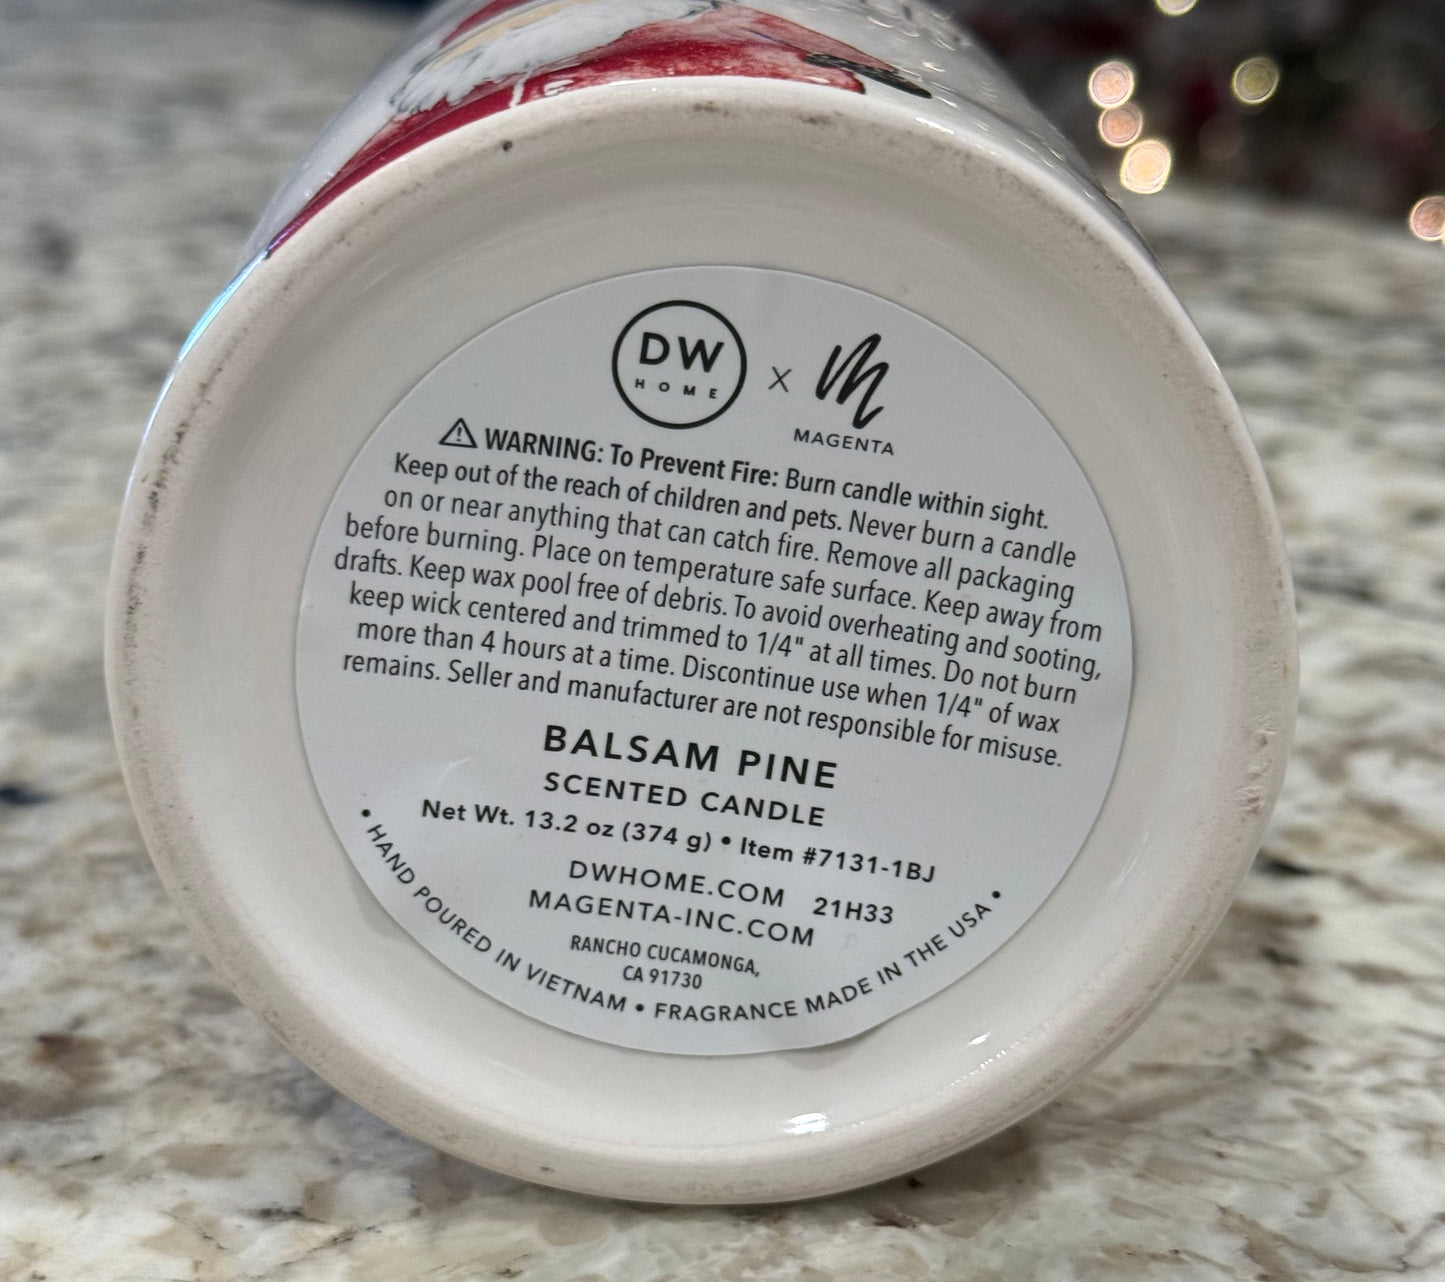 DW
HOME
X
M
MAGENTA
WARNING: To Prevent Fire: Burn candle within sight.
Keep out of the reach of children and pets. Never burn a candle
on or near anything that can catch fire. Remove all packaging
before burning. Place on temperature safe surface. Keep away from
drafts. Keep wax pool free of debris. To avoid overheating and sooting,
keep wick centered and trimmed to 1/4" at all times. Do not burn
more than 4 hours at a time. Discontinue use when 1/4" of wax
remains. Seller and manufacturer are not responsible for misuse.
BALSAM PINE
SCENTED CANDLE
Net Wt. 13.2 oz (374 g) • Item #7131-1BJ
DWHOME.COM 21H33
MAGENTA-INC.COM
RANCHO CUCAMONGA,
CA 91730
• HAND POURED IN VIETNAM • FRAGRANCE MADE IN THE USA •